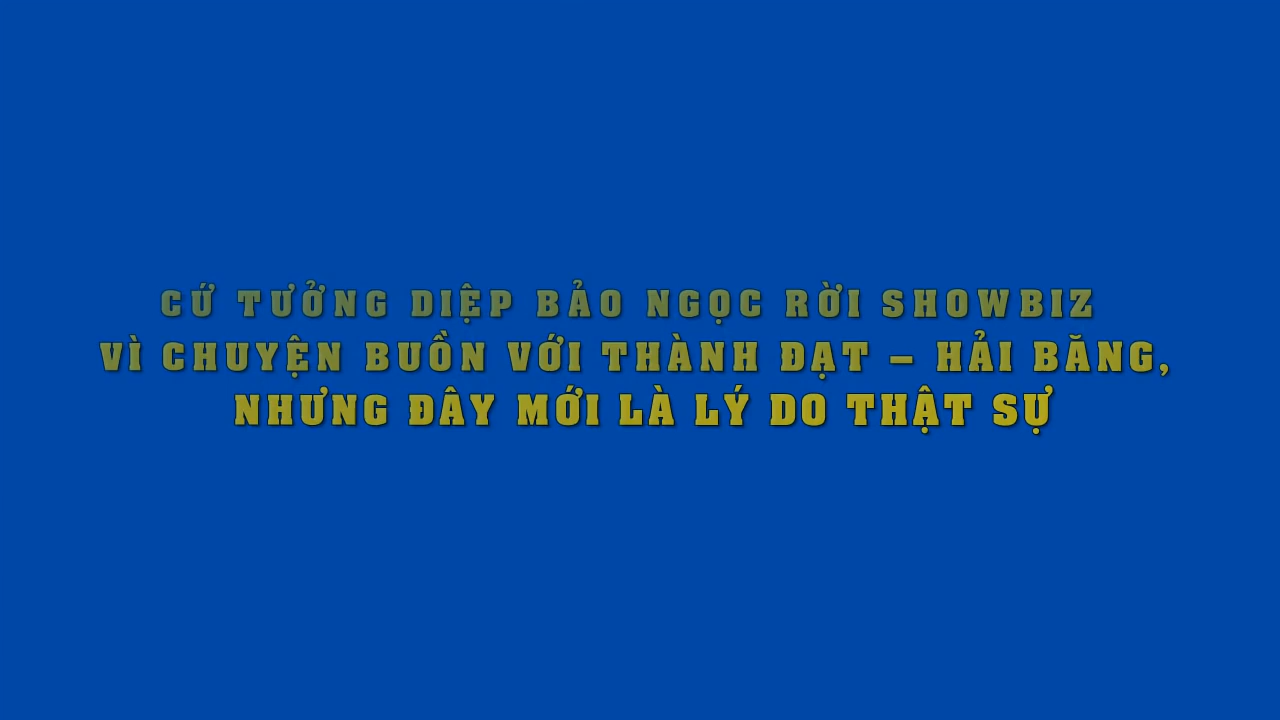 CỨ TƯỞNG DIỆP BẢO NGỌC RỜI SHOWBIZ
VÌ CHUYỆN BUỒN VỚI THÀNH ĐẠT – HẢI BĂNG,
NHƯNG ĐÂY MỚI LÀ LÝ DO THẬT SỰ